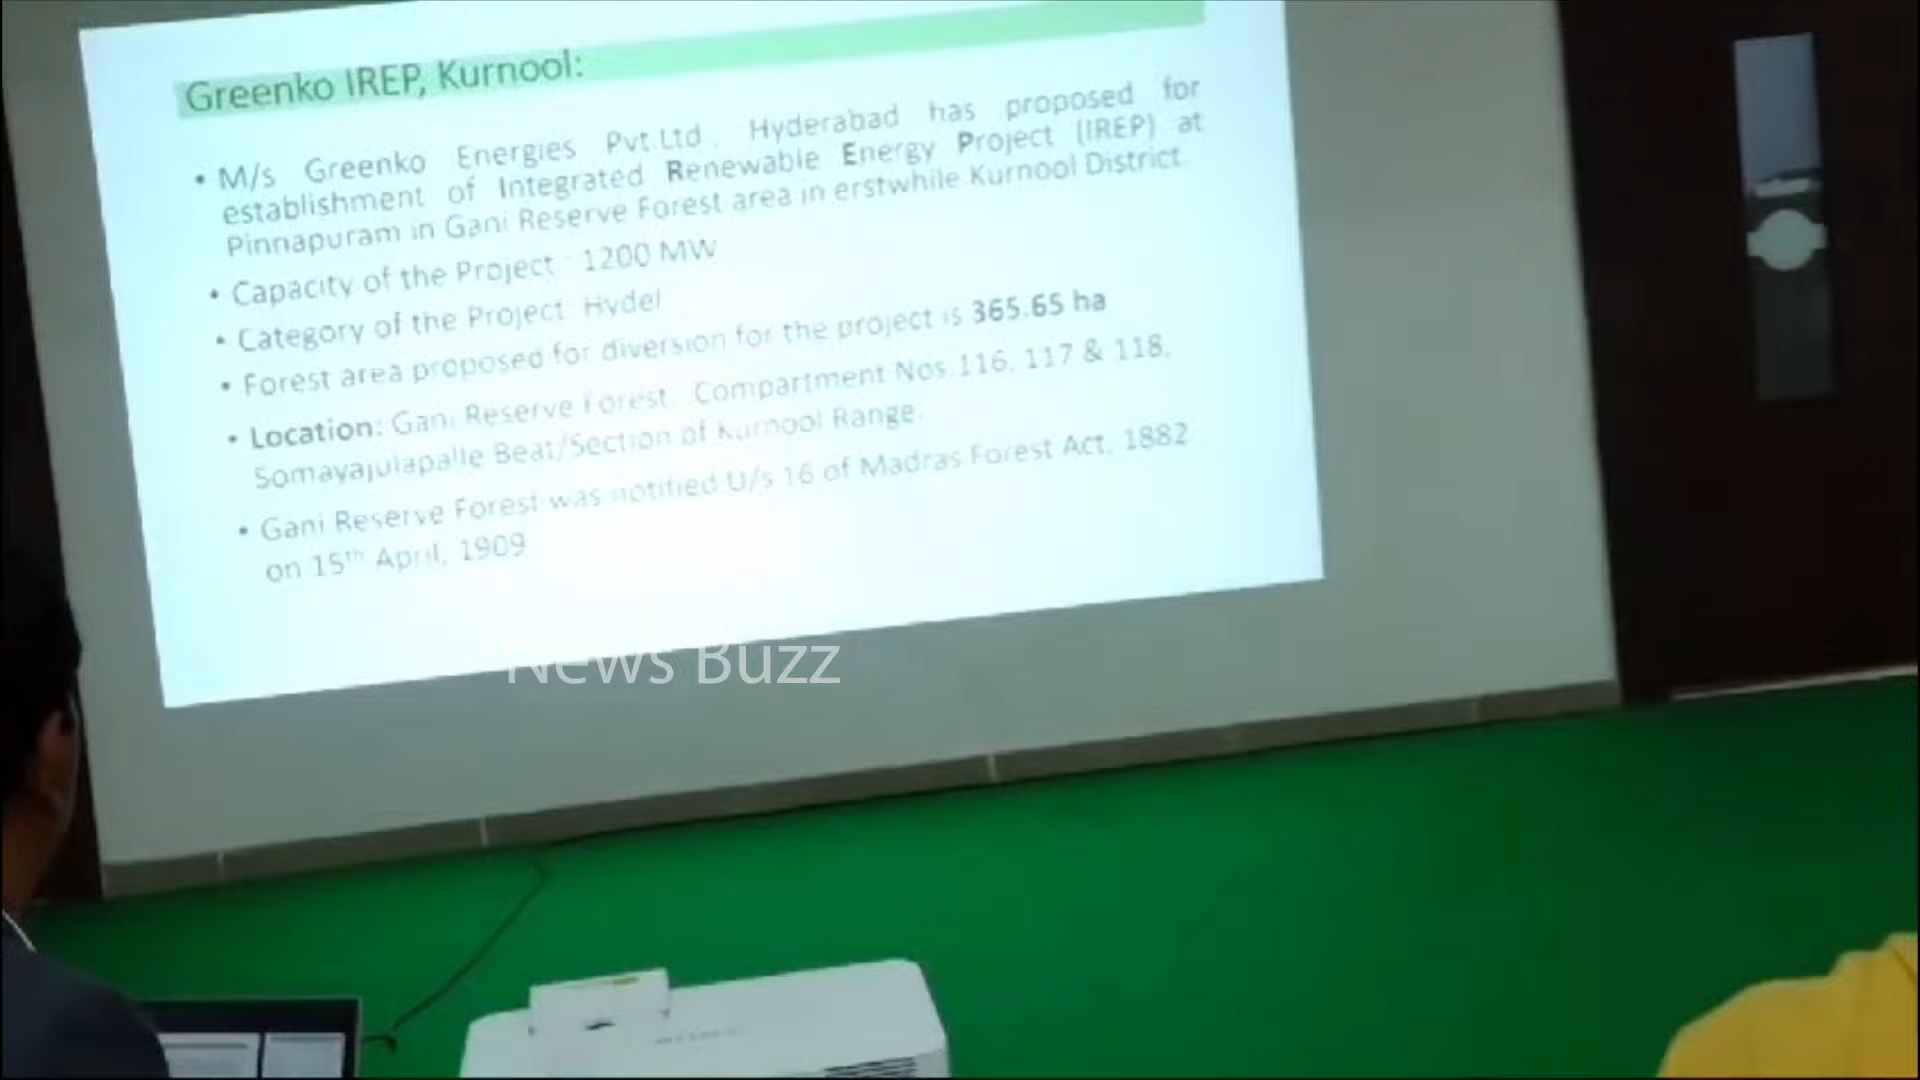 Greenko IREP, Kurnool:
• M/s Greenko Energies Pvt.Ltd., Hyderabad has proposed for
establishment of Integrated Renewable Energy Project (IREP) at
Pinnapuram in Gani Reserve Forest area in erstwhile Kurnool District.
• Capacity of the Project : 1200 MW
• Category of the Project Hydel
• Forest area proposed for diversion for the project is 365.65 ha
• Location: Gani Reserve Forest, Compartment Nos.116, 117 & 118,
Somayajulapalle Beat/Section of Kurnool Range.
• Gani Reserve Forest was notified U/s 16 of Madras Forest Act, 1882
on 15th April, 1909
News Buzz